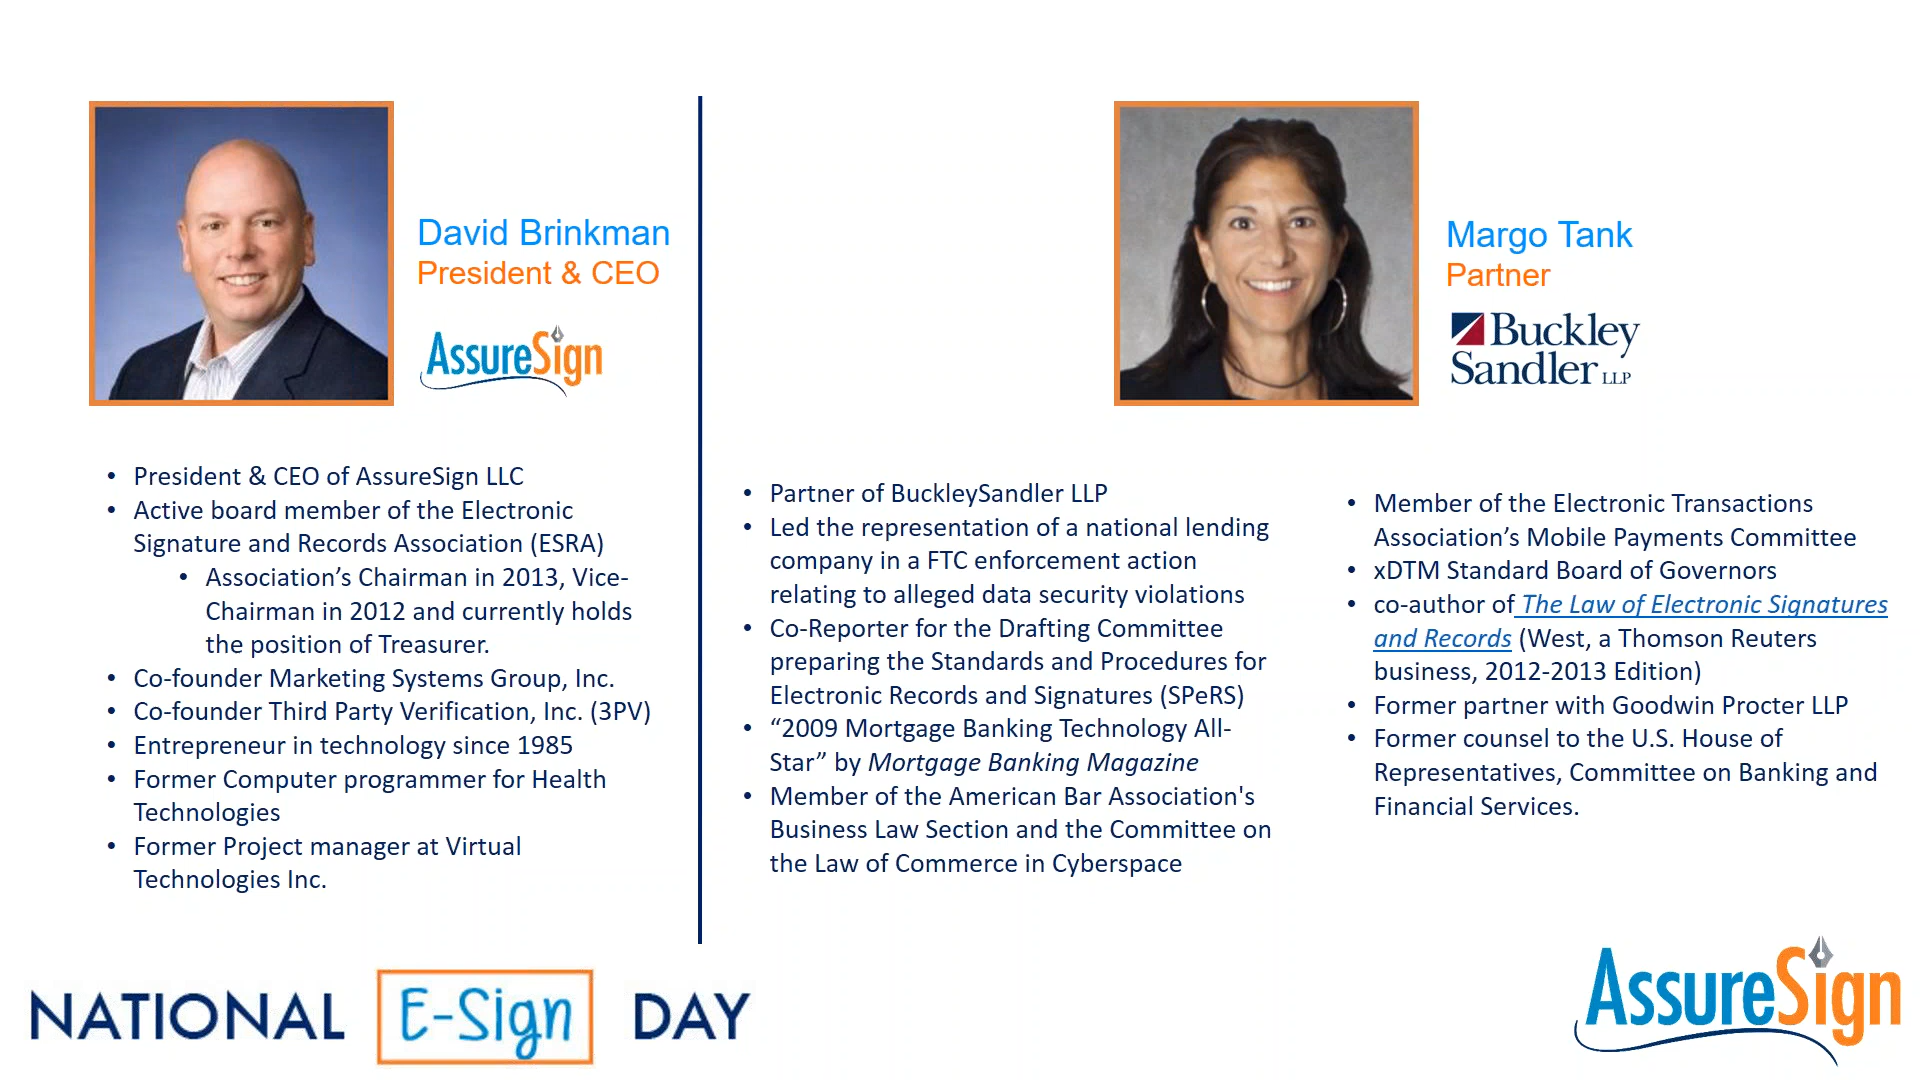 David Brinkman
President & CEO
AssureSign
• President & CEO of AssureSign LLC
• Active board member of the Electronic
Signature and Records Association (ESRA)
• Association’s Chairman in 2013, Vice-
Chairman in 2012 and currently holds
the position of Treasurer.
• Co-founder Marketing Systems Group, Inc.
• Co-founder Third Party Verification, Inc. (3PV)
• Entrepreneur in technology since 1985
• Former Computer programmer for Health
Technologies
• Former Project manager at Virtual
Technologies Inc.
Margo Tank
Partner
Buckley
Sandler LLP
• Partner of BuckleySandler LLP
• Led the representation of a national lending
company in a FTC enforcement action
relating to alleged data security violations
• Co-Reporter for the Drafting Committee
preparing the Standards and Procedures for
Electronic Records and Signatures (SPeRS)
• “2009 Mortgage Banking Technology All-
Star” by Mortgage Banking Magazine
• Member of the American Bar Association's
Business Law Section and the Committee on
the Law of Commerce in Cyberspace
• Member of the Electronic Transactions
Association’s Mobile Payments Committee
• xDTM Standard Board of Governors
• co-author of The Law of Electronic Signatures
and Records (West, a Thomson Reuters
business, 2012-2013 Edition)
• Former partner with Goodwin Procter LLP
• Former counsel to the U.S. House of
Representatives, Committee on Banking and
Financial Services.
NATIONAL E-Sign DAY
AssureSign